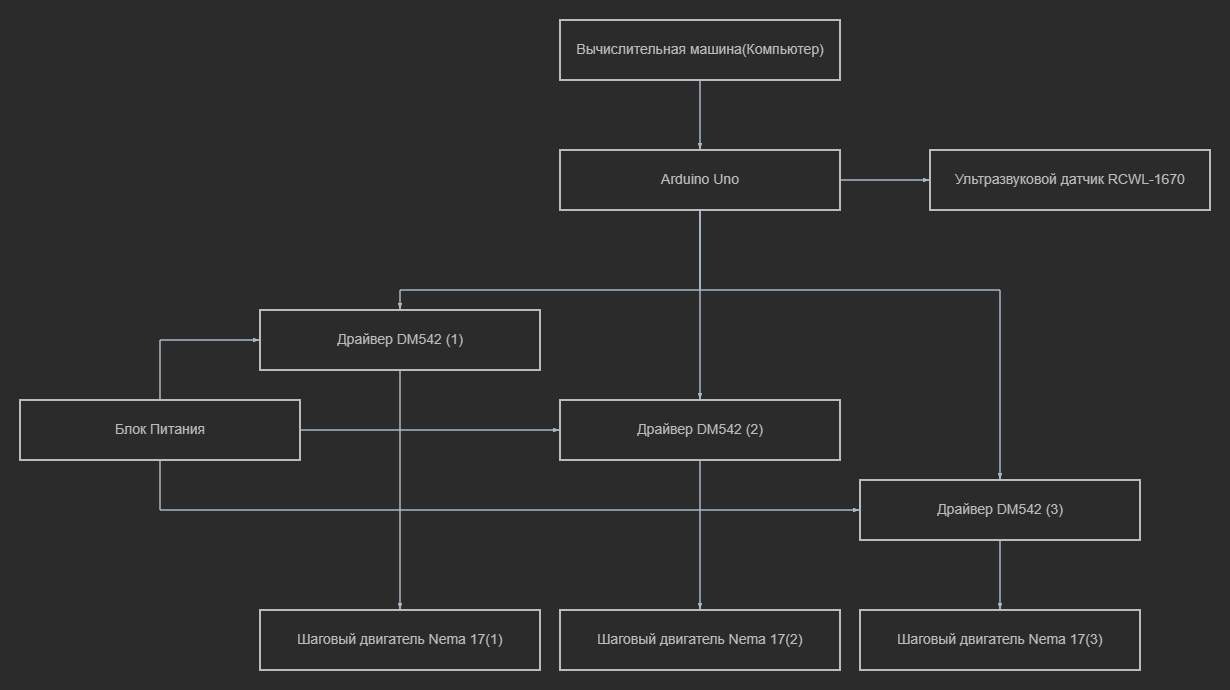 Вычислительная машина(Компьютер)
Arduino Uno
Ультразвуковой датчик RCWL-1670
Драйвер DM542 (1)
Блок Питания
Драйвер DM542 (2)
Драйвер DM542 (3)
Шаговый двигатель Nema 17(1)
Шаговый двигатель Nema 17(2)
Шаговый двигатель Nema 17(3)